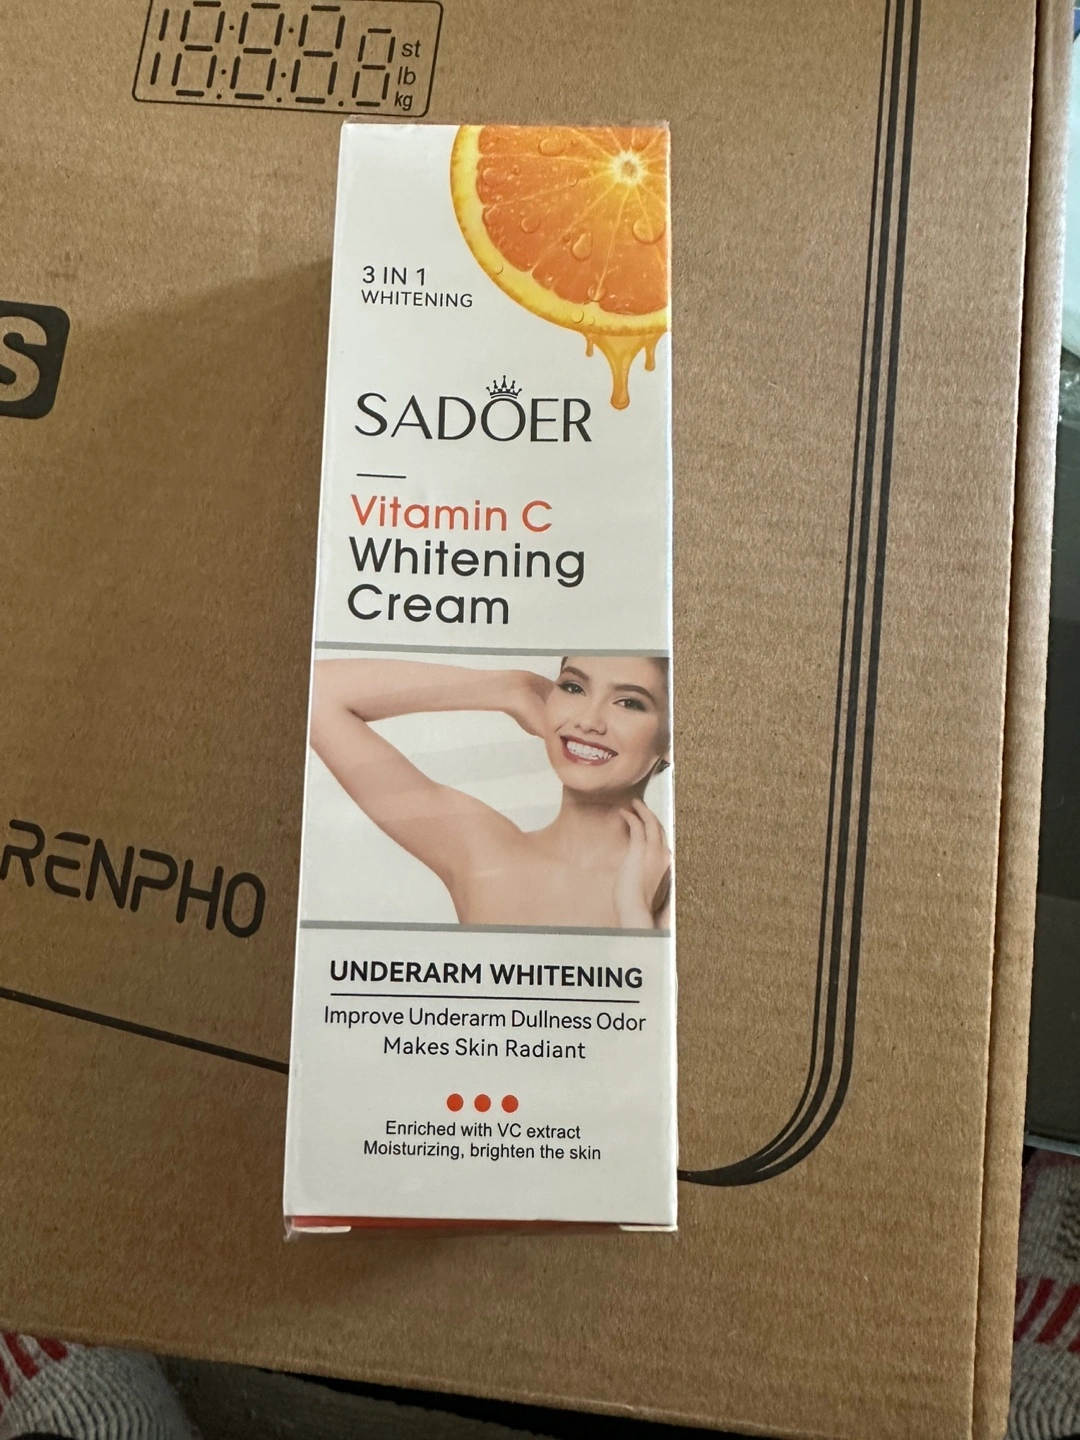 st
lb
kg
S
RENPHO
3 IN 1
WHITENING
SADOER
Vitamin C
Whitening
Cream
UNDERARM WHITENING
Improve Underarm Dullness Odor
Makes Skin Radiant
Enriched with VC extract
Moisturizing, brighten the skin